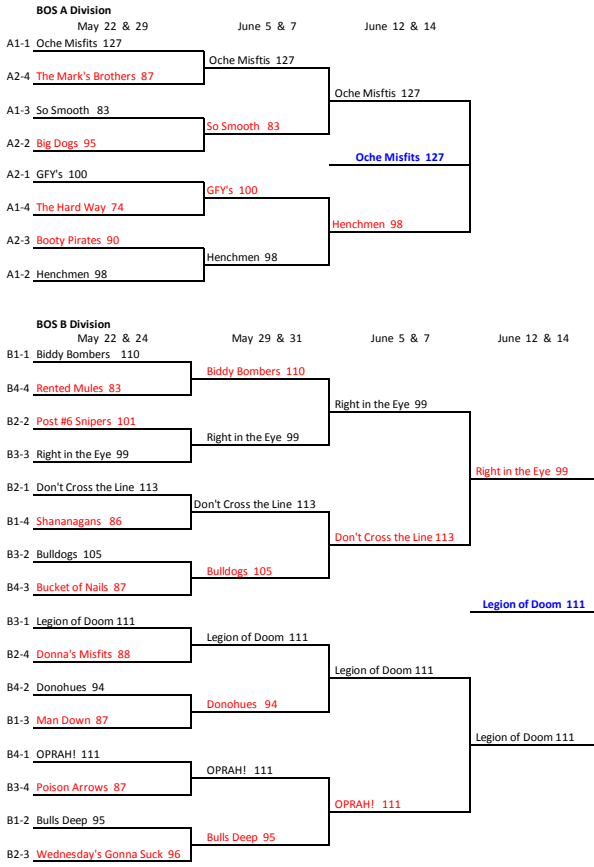 BOS A Division
May 22 & 29
June 5 & 7
June 12 & 14
A1-1 Oche Misfits 127
Oche Misftis 127
A2-4 The Mark's Brothers 87
Oche Misftis 127
A1-3 So Smooth 83
So Smooth 83
A2-2 Big Dogs 95
Oche Misfits 127
A2-1 GFY's 100
GFY's 100
A1-4 The Hard Way 74
Henchmen 98
A2-3 Booty Pirates 90
Henchmen 98
A1-2 Henchmen 98
BOS B Division
May 22 & 24
May 29 & 31
June 5 & 7
June 12 & 14
B1-1 Biddy Bombers 110
Biddy Bombers 110
B4-4 Rented Mules 83
Right in the Eye 99
B2-2 Post #6 Snipers 101
Right in the Eye 99
B3-3 Right in the Eye 99
Right in the Eye 99
B2-1 Don't Cross the Line 113
Don't Cross the Line 113
B1-4 Shananagans 86
Don't Cross the Line 113
B3-2 Bulldogs 105
Bulldogs 105
B4-3 Bucket of Nails 87
Legion of Doom 111
B3-1 Legion of Doom 111
Legion of Doom 111
B2-4 Donna's Misfits 88
Legion of Doom 111
B4-2 Donohues 94
Donohues 94
B1-3 Man Down 87
Legion of Doom 111
B4-1 OPRAH! 111
OPRAH! 111
B3-4 Poison Arrows 87
OPRAH! 111
B1-2 Bulls Deep 95
Bulls Deep 95
B2-3 Wednesday's Gonna Suck 96